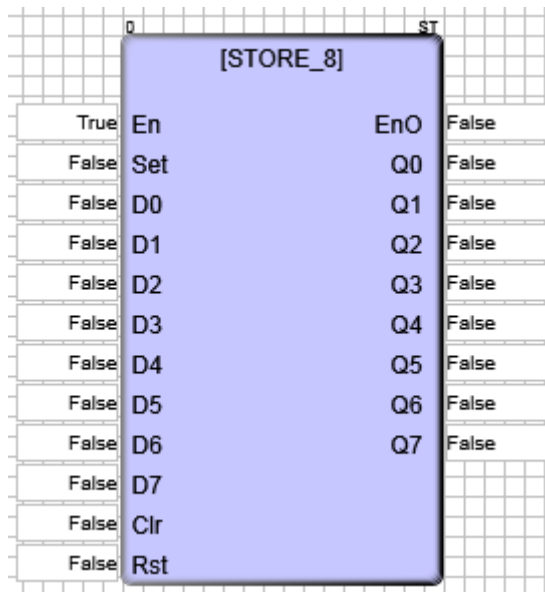 0 ST
[STORE_8]
True En EnO False
False Set Q0 False
False D0 Q1 False
False D1 Q2 False
False D2 Q3 False
False D3 Q4 False
False D4 Q5 False
False D5 Q6 False
False D6 Q7 False
False D7
False Clr
False Rst